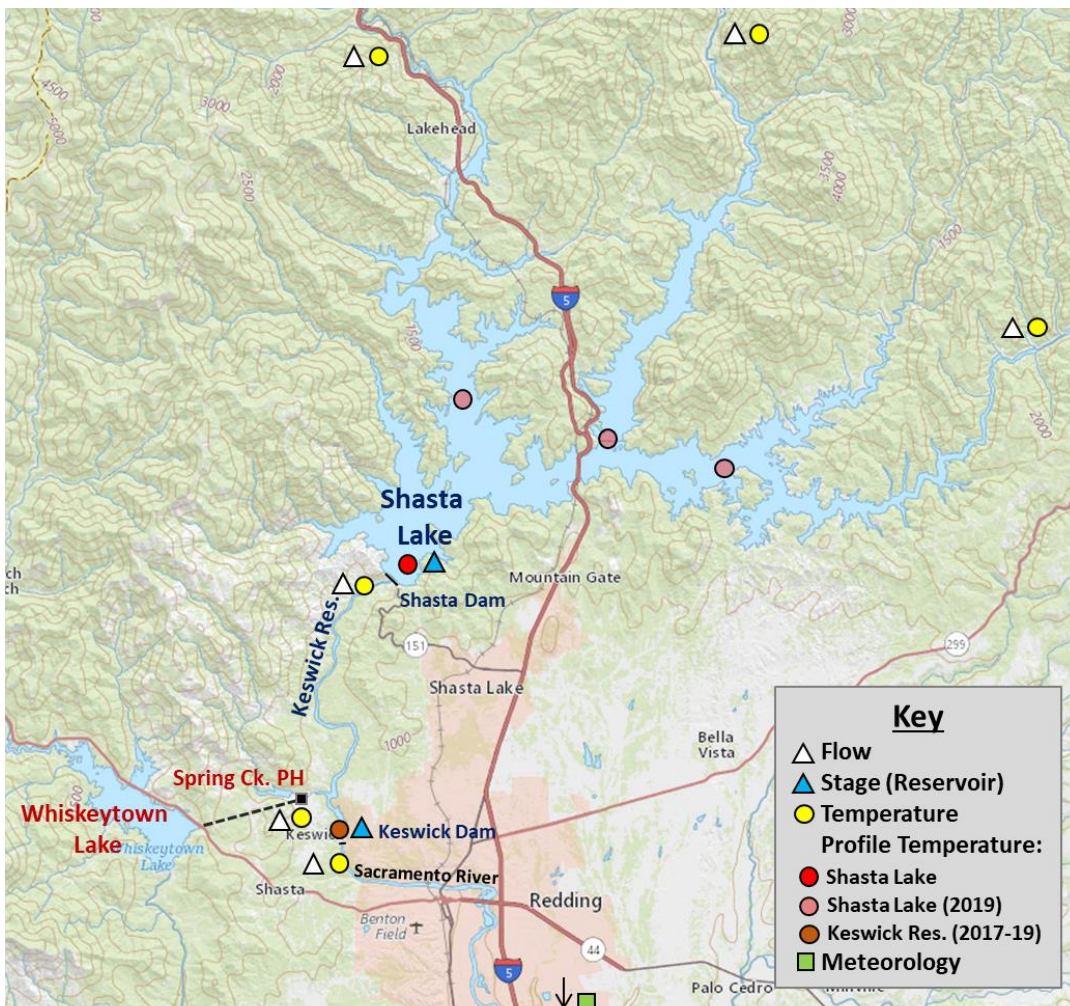 3000
2000
4500
3000
5000
Lakehead
2500
3500
4000
1500
5
1500
2000
Shasta
Lake
Mountain Gate
Shasta Dam
Keswick Res.
151
299
Shasta Lake
Key
Flow
Bella
Vista
Stage (Reservoir)
1000
Spring Ck. PH
Temperature
Whiskeytown
Lake
Profile Temperature:
Keswick Dam
Whiskeytown
Lake
Shasta Lake
Sacramento River
Shasta
Redding
Shasta Lake (2019)
Benton
Field
Keswick Res. (2017-19)
44
Meteorology
5
Palo Cedro